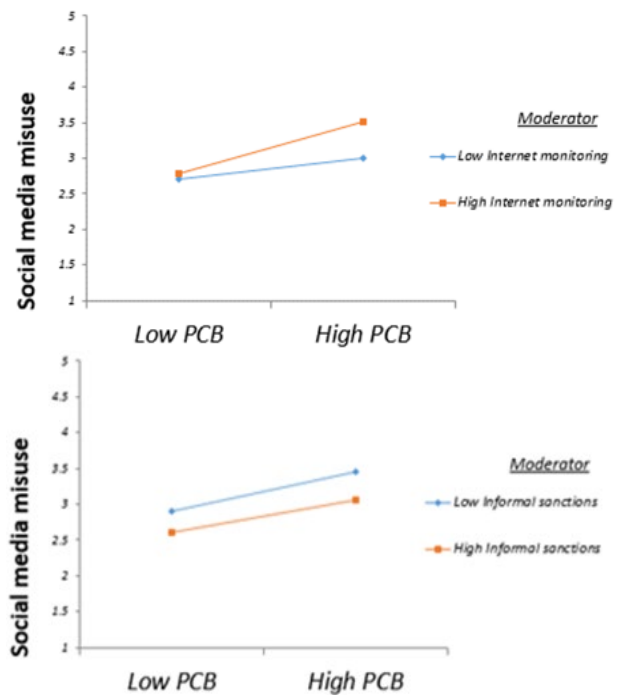 5
4.5
4
3.5
3
2.5
2
1.5
1
Social media misuse
Low PCB
High PCB
Moderator
Low Internet monitoring
High Internet monitoring
5
4.5
4
3.5
3
2.5
2
1.5
1
Social media misuse
Low PCB
High PCB
Moderator
Low Informal sanctions
High Informal sanctions